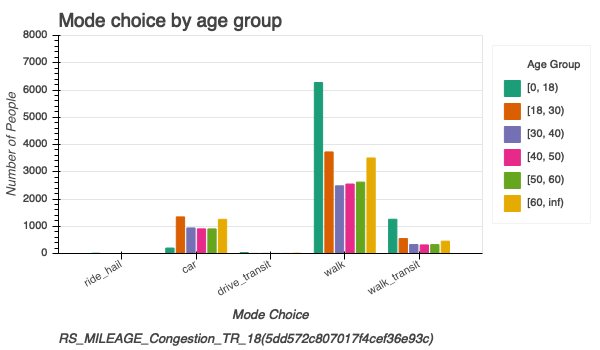 Mode choice by age group
8000
7000
6000
5000
4000
3000
2000
1000
0
Number of People
ride_hail
car
drive_transit
walk
walk_transit
Mode Choice
Age Group
[0, 18)
[18, 30)
[30, 40)
[40, 50)
[50, 60)
[60, inf)
RS_MILEAGE_Congestion_TR_18(5dd572c807017f4cef36e93c)